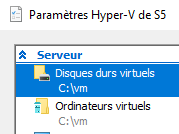 Paramètres Hyper-V de S5
Serveur
Disques durs virtuels
C:\vm
Ordinateurs virtuels
C:\vm